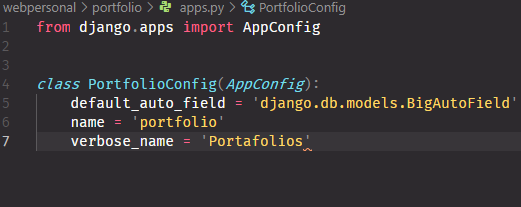 webpersonal > portfolio > apps.py > PortfolioConfig
1 from django.apps import AppConfig
2
3
4 class PortfolioConfig(AppConfig):
5     default_auto_field = 'django.db.models.BigAutoField'
6     name = 'portfolio'
7     verbose_name = 'Portafolios'